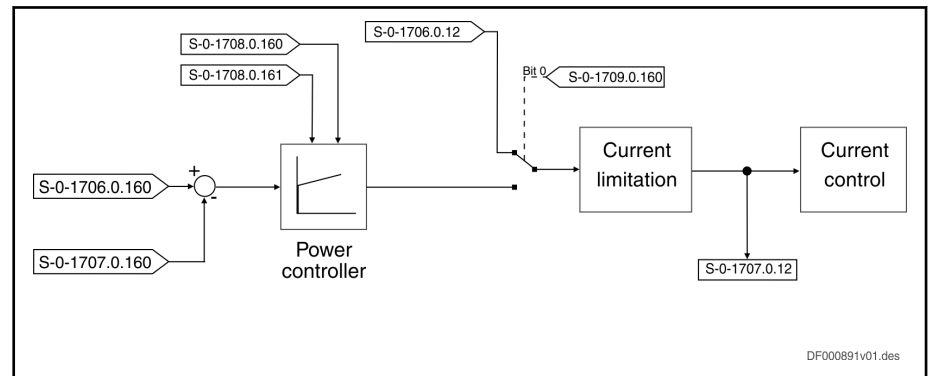 S-0-1706.0.12
S-0-1708.0.160
S-0-1708.0.161
Bit 0
S-0-1709.0.160
+
-
S-0-1706.0.160
S-0-1707.0.160
Power
controller
Current
limitation
Current
control
S-0-1707.0.12
DF000891v01.des